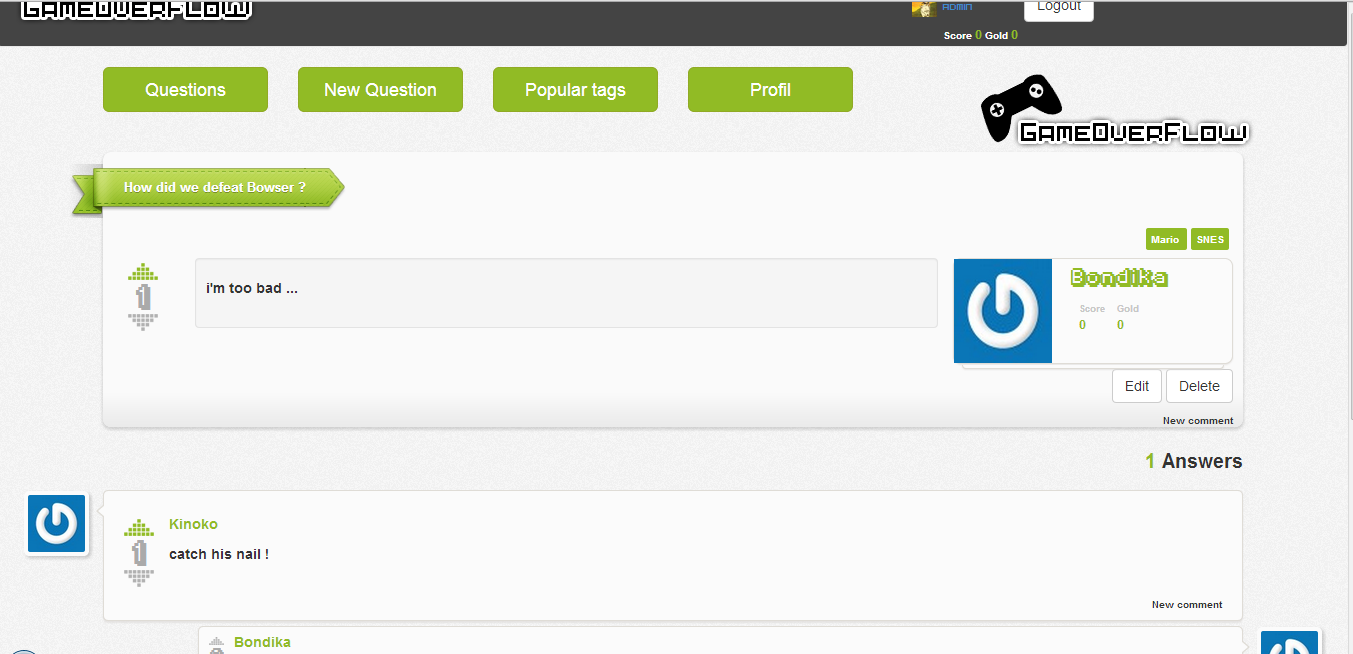 GAMEOVERFLOW
ADMIN
Logout
Score 0 Gold 0
Questions
New Question
Popular tags
Profil
GAMEOVERFLOW
How did we defeat Bowser ?
Mario
SNES
1
i'm too bad ...
Bondika
Score Gold
0 0
Edit
Delete
New comment
1 Answers
Kinoko
1
catch his nail !
New comment
Bondika